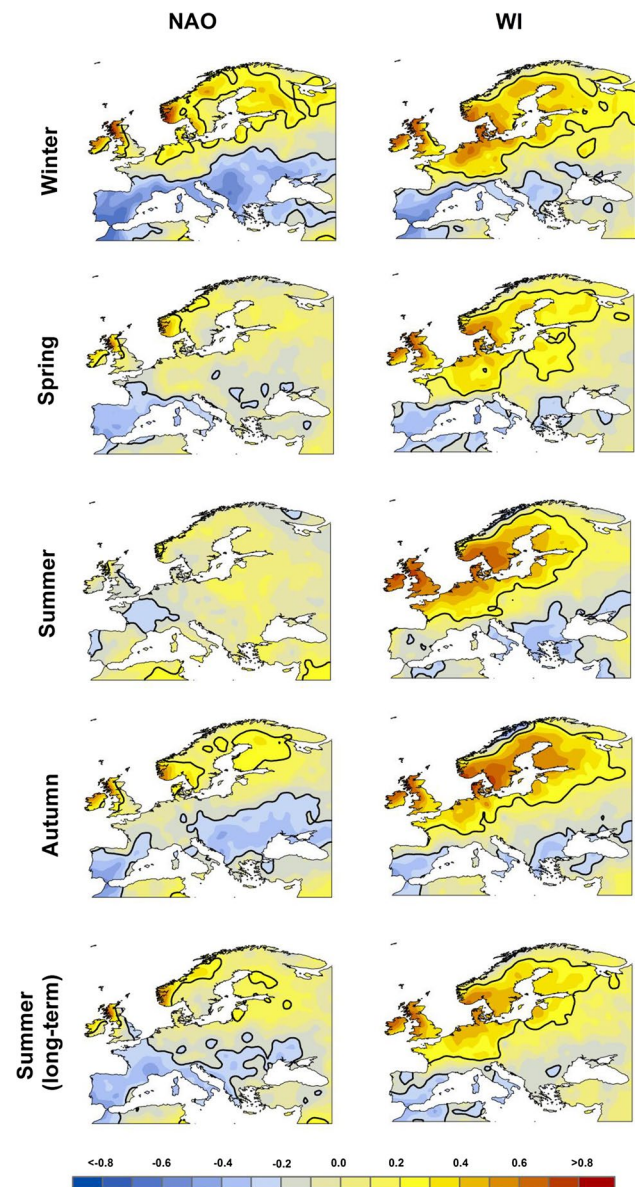 NAO WI
Winter
Spring
Summer
Autumn
Summer
(long-term)
<-0.8 -0.6 -0.4 -0.2 0.0 0.2 0.4 0.6 >0.8